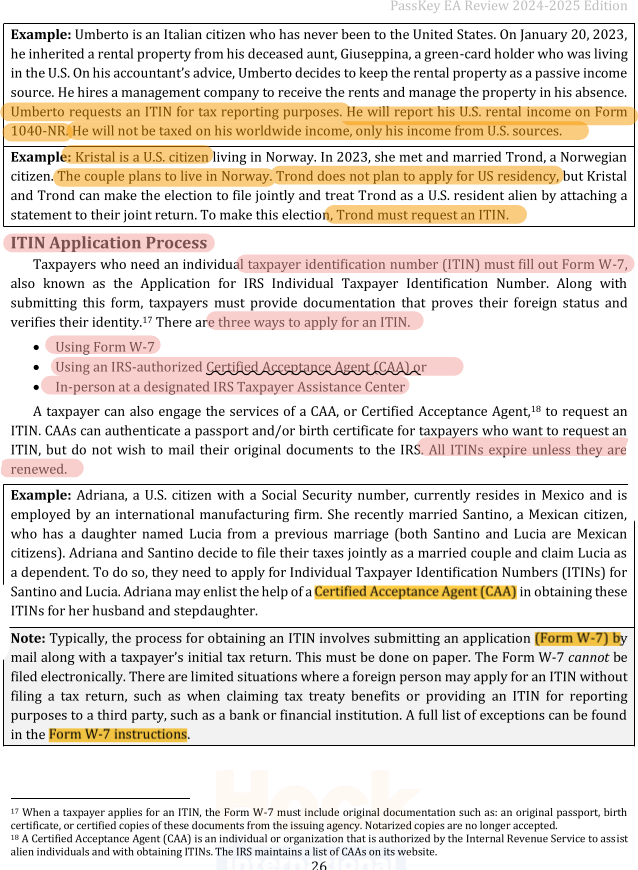 PassKey EA Review 2024-2025 Edition
Example: Umberto is an Italian citizen who has never been to the United States. On January 20, 2023,
he inherited a rental property from his deceased aunt, Giuseppina, a green-card holder who was living
in the U.S. On his accountant's advice, Umberto decides to keep the rental property as a passive income
source. He hires a management company to receive the rents and manage the property in his absence.
Umberto requests an ITIN for tax reporting purposes. He will report his U.S. rental income on Form
1040-NR. He will not be taxed on his worldwide income, only his income from U.S. sources.
Example: Kristal is a U.S. citizen living in Norway. In 2023, she met and married Trond, a Norwegian
citizen. The couple plans to live in Norway. Trond does not plan to apply for US residency, but Kristal
and Trond can make the election to file jointly and treat Trond as a U.S. resident alien by attaching a
statement to their joint return. To make this election, Trond must request an ITIN.
ITIN Application Process
Taxpayers who need an individual taxpayer identification number (ITIN) must fill out Form W-7,
also known as the Application for IRS Individual Taxpayer Identification Number. Along with
submitting this form, taxpayers must provide documentation that proves their foreign status and
verifies their identity.¹⁷ There are three ways to apply for an ITIN.
• Using Form W-7
• Using an IRS-authorized Certified Acceptance Agent (CAA) or
• In-person at a designated IRS Taxpayer Assistance Center
A taxpayer can also engage the services of a CAA, or Certified Acceptance Agent,¹⁸ to request an
ITIN. CAAs can authenticate a passport and/or birth certificate for taxpayers who want to request an
ITIN, but do not wish to mail their original documents to the IRS. All ITINs expire unless they are
renewed.
Example: Adriana, a U.S. citizen with a Social Security number, currently resides in Mexico and is
employed by an international manufacturing firm. She recently married Santino, a Mexican citizen,
who has a daughter named Lucia from a previous marriage (both Santino and Lucia are Mexican
citizens). Adriana and Santino decide to file their taxes jointly as a married couple and claim Lucia as
a dependent. To do so, they need to apply for Individual Taxpayer Identification Numbers (ITINs) for
Santino and Lucia. Adriana may enlist the help of a Certified Acceptance Agent (CAA) in obtaining these
ITINs for her husband and stepdaughter.
Note: Typically, the process for obtaining an ITIN involves submitting an application (Form W-7) by
mail along with a taxpayer's initial tax return. This must be done on paper. The Form W-7 cannot be
filed electronically. There are limited situations where a foreign person may apply for an ITIN without
filing a tax return, such as when claiming tax treaty benefits or providing an ITIN for reporting
purposes to a third party, such as a bank or financial institution. A full list of exceptions can be found
in the Form W-7 instructions.
Hock
International
¹⁷ When a taxpayer applies for an ITIN, the Form W-7 must include original documentation such as: an original passport, birth
certificate, or certified copies of these documents from the issuing agency. Notarized copies are no longer accepted.
¹⁸ A Certified Acceptance Agent (CAA) is an individual or organization that is authorized by the Internal Revenue Service to assist
alien individuals and with obtaining ITINs. The IRS maintains a list of CAAs on its website.
26